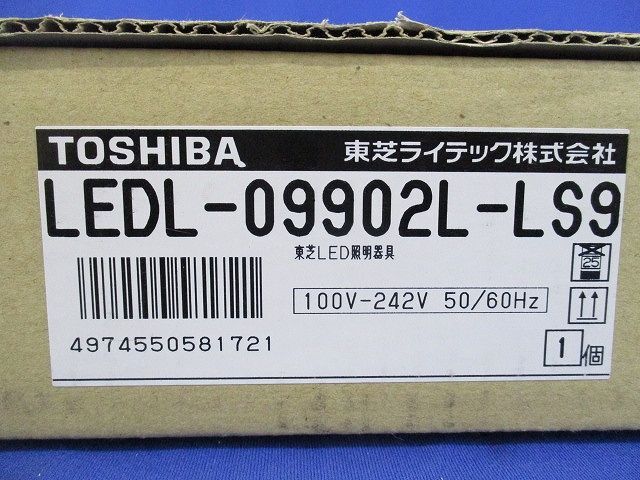 TOSHIBA 東芝ライテック株式会社
LEDL-09902L-LS9
東芝LED照明器具
25
100V-242V 50/60Hz
4974550581721
1個